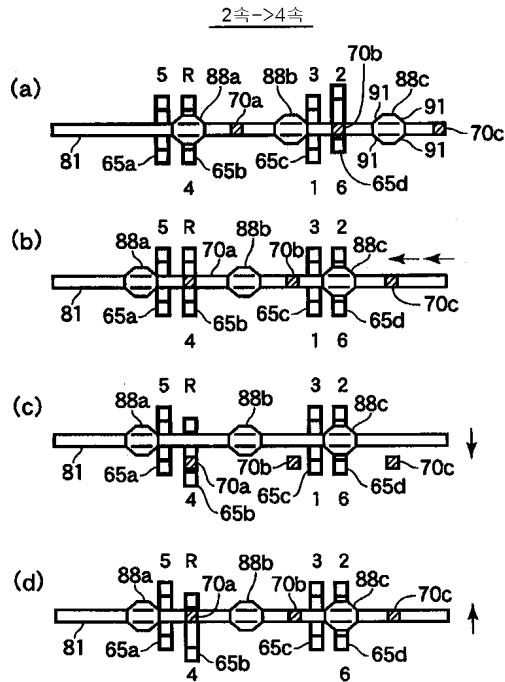 2속->4속
(a)
5 R 88a 70a 88b 3 2 70b 88c
91 91
81 65a 65b 65c 91 91 70c
65d
4 1 6
(b)
5 R 70a 88b 3 2
88a 70b 88c
81 65a 65b 65c 65d 70c
4 1 6
(c)
5 R 3 2
88a 88b 88c
81 65a 70a 70b 65c 65d 70c
4 65b 1 6
(d)
5 R 3 2
88a 70a 88b 70b 88c 70c
81 65a 65b 65c 65d
4 6